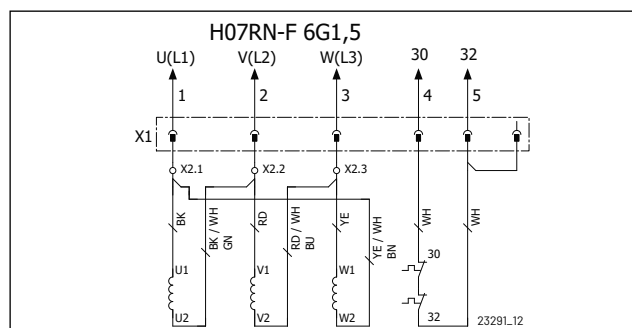 H07RN-F 6G1,5
U(L1) V(L2) W(L3) 30 32
1 2 3 4 5
X1
X2.1 X2.2 X2.3
BK BK / WH GN RD RD / WH BU YE YE / WH BN WH WH
30
U1 V1 W1
U2 V2 W2 32
23291_12